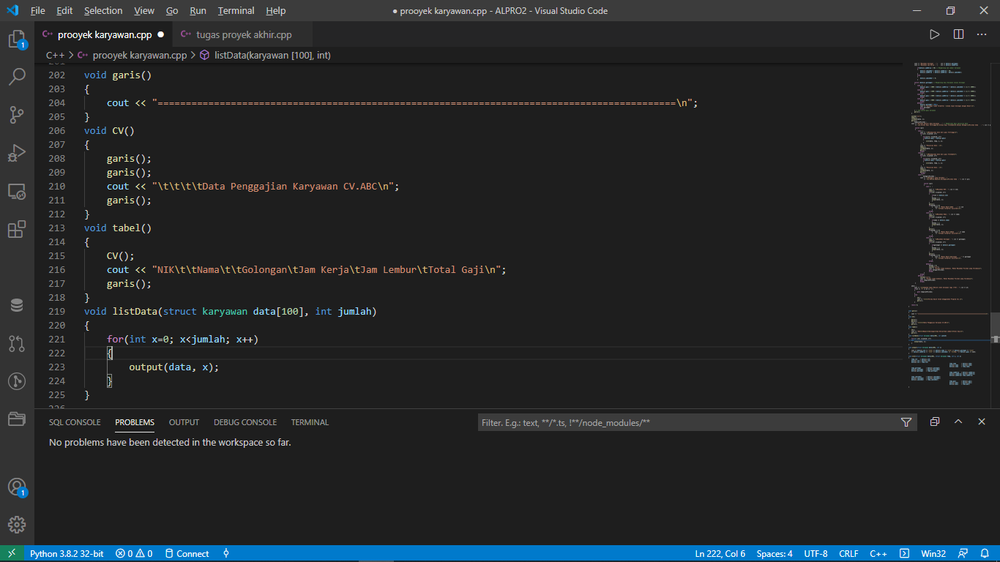 File Edit Selection View Go Run Terminal Help ● prooyek karyawan.cpp - ALPRO2 - Visual Studio Code
prooyek karyawan.cpp ● tugas proyek akhir.cpp
C++ > prooyek karyawan.cpp > listData(karyawan [100], int)
202 void garis()
203 {
204 cout << "============================================================================================\n";
205 }
206 void CV()
207 {
208 garis();
209 garis();
210 cout << "\t\t\t\tData Penggajian Karyawan CV.ABC\n";
211 garis();
212 }
213 void tabel()
214 {
215 CV();
216 cout << "NIK\t\tNama\t\tGolongan\tJam Kerja\tJam Lembur\tTotal Gaji\n";
217 garis();
218 }
219 void listData(struct karyawan data[100], int jumlah)
220 {
221 for(int x=0; x<jumlah; x++)
222 {
223 output(data, x);
224 }
225 }
SQL CONSOLE PROBLEMS OUTPUT DEBUG CONSOLE TERMINAL Filter. E.g.: text, **/*.ts, !**/node_modules/**
No problems have been detected in the workspace so far.
1
1
Python 3.8.2 32-bit 0 0 Connect Ln 222, Col 6 Spaces: 4 UTF-8 CRLF C++ Win32